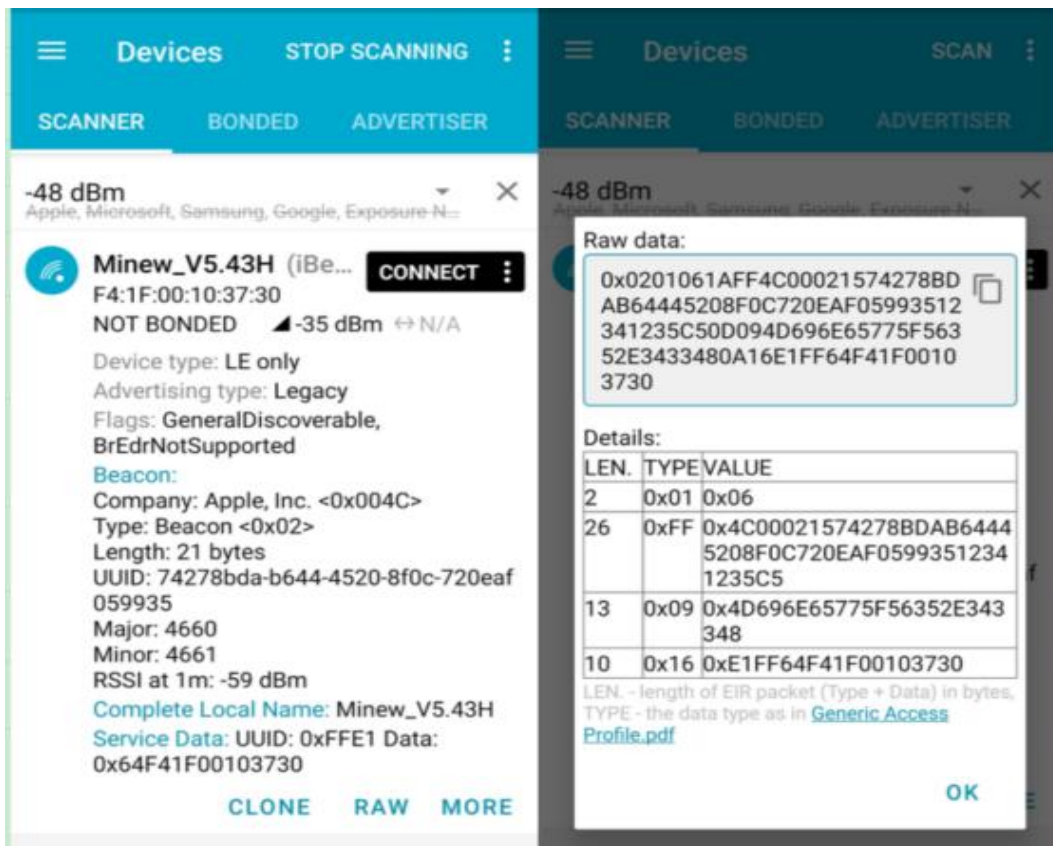 Devices
STOP SCANNING
SCANNER
BONDED
ADVERTISER
-48 dBm
Apple, Microsoft, Samsung, Google, Exposure N...
Minew_V5.43H (iBe...
CONNECT
F4:1F:00:10:37:30
NOT BONDED -35 dBm N/A
Device type: LE only
Advertising type: Legacy
Flags: GeneralDiscoverable,
BrEdrNotSupported
Beacon:
Company: Apple, Inc. <0x004C>
Type: Beacon <0x02>
Length: 21 bytes
UUID: 74278bda-b644-4520-8f0c-720eaf
059935
Major: 4660
Minor: 4661
RSSI at 1m: -59 dBm
Complete Local Name: Minew_V5.43H
Service Data: UUID: 0xFFE1 Data:
0x64F41F00103730
CLONE RAW MORE
Devices
SCAN
SCANNER
BONDED
ADVERTISER
-48 dBm
Apple, Microsoft, Samsung, Google, Exposure N...
Raw data:
0x0201061AFF4C00021574278BD
AB64445208F0C720EAF05993512
341235C50D094D696E65775F563
52E3433480A16E1FF64F41F0010
3730
Details:
LEN. TYPE VALUE
2 0x01 0x06
26 0xFF 0x4C00021574278BDAB6444
5208F0C720EAF0599351234
1235C5
13 0x09 0x4D696E65775F56352E343
348
10 0x16 0xE1FF64F41F00103730
LEN. - length of EIR packet (Type + Data) in bytes,
TYPE - the data type as in Generic Access
Profile.pdf
OK